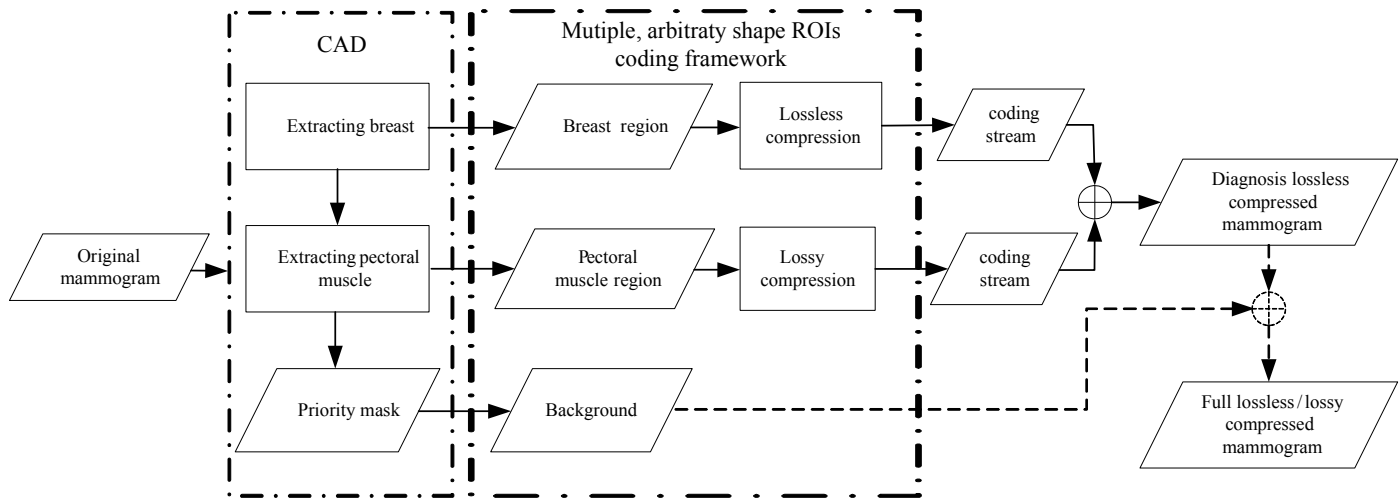 CAD
Mutiple, arbitraty shape ROIs
coding framework
Extracting breast
Breast region
Lossless
compression
coding
stream
Diagnosis lossless
compressed
mammogram
Original
mammogram
Extracting pectoral
muscle
Pectoral
muscle region
Lossy
compression
coding
stream
Priority mask
Background
Full lossless / lossy
compressed
mammogram